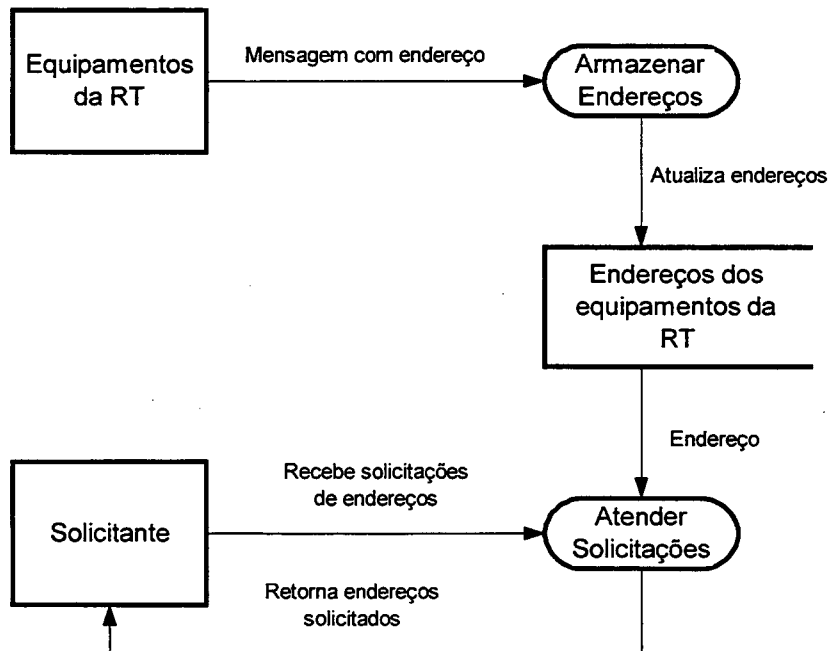 Equipamentos
da RT
Mensagem com endereço
Armazenar
Endereços
Atualiza endereços
Endereços dos
equipamentos da
RT
Endereço
Recebe solicitações
de endereços
Solicitante
Atender
Solicitações
Retorna endereços
solicitados